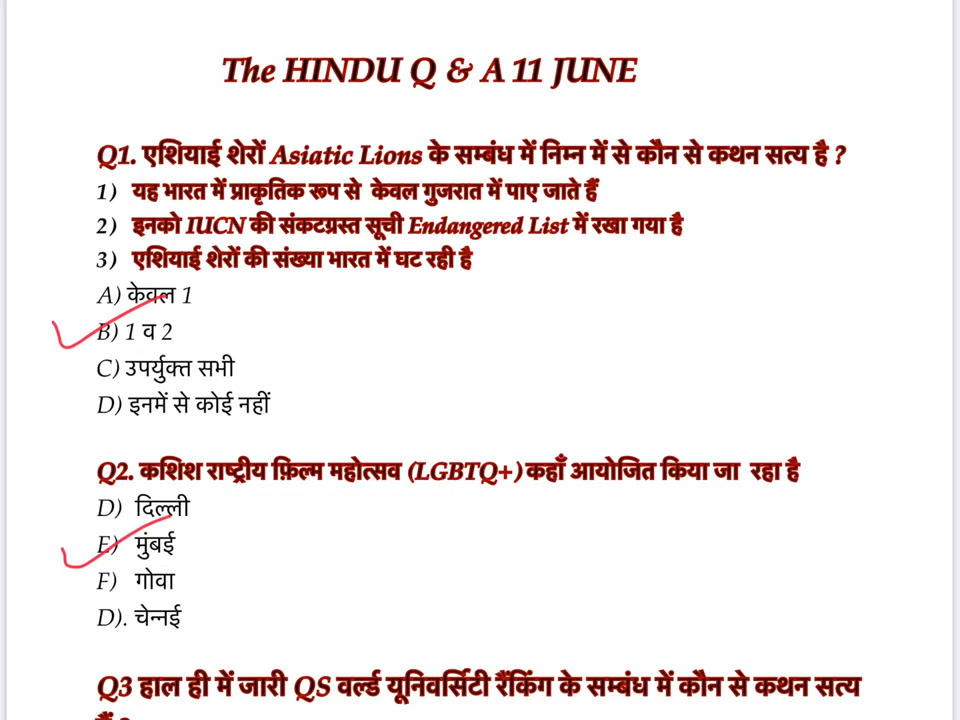 The HINDU Q & A 11 JUNE
Q1. एशियाई शेरों Asiatic Lions के सम्बंध में निम्न में से कौन से कथन सत्य है ?
1) यह भारत में प्राकृतिक रूप से केवल गुजरात में पाए जाते हैं
2) इनको IUCN की संकटग्रस्त सूची Endangered List में रखा गया है
3) एशियाई शेरों की संख्या भारत में घट रही है
A) केवल 1
B) 1 व 2
C) उपर्युक्त सभी
D) इनमें से कोई नहीं
Q2. कशिश राष्ट्रीय फ़िल्म महोत्सव (LGBTQ+) कहाँ आयोजित किया जा रहा है
D) दिल्ली
E) मुंबई
F) गोवा
D). चेन्नई
Q3 हाल ही में जारी QS वर्ल्ड यूनिवर्सिटी रैंकिंग के सम्बंध में कौन से कथन सत्य